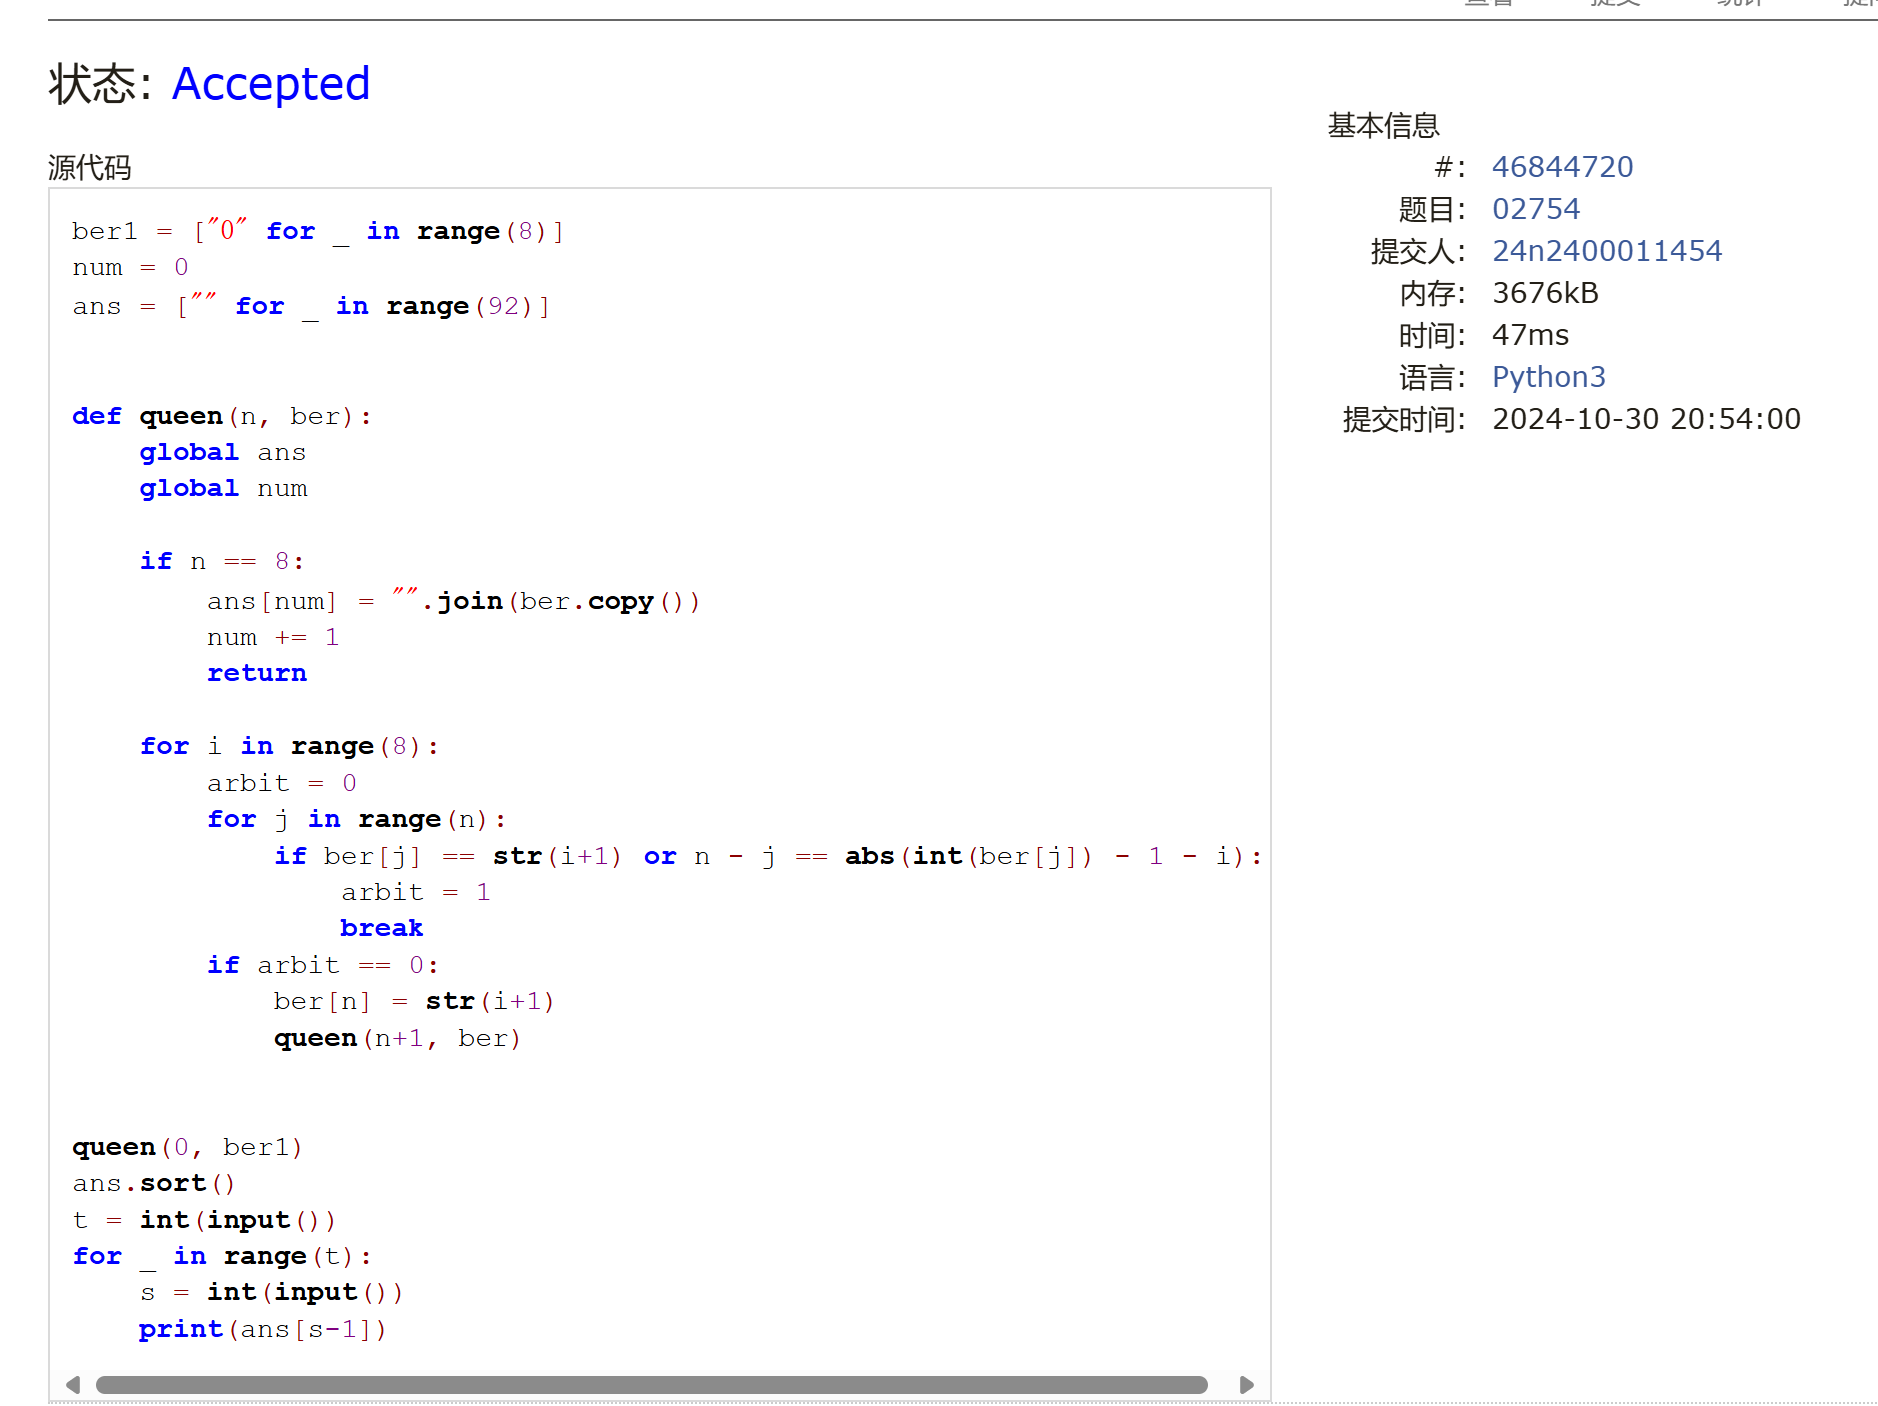 状态: Accepted
源代码
ber1 = ["0" for _ in range(8)]
num = 0
ans = ["" for _ in range(92)]
def queen(n, ber):
    global ans
    global num
    if n == 8:
        ans[num] = "".join(ber.copy())
        num += 1
        return
    for i in range(8):
        arbit = 0
        for j in range(n):
            if ber[j] == str(i+1) or n - j == abs(int(ber[j]) - 1 - i):
                arbit = 1
                break
        if arbit == 0:
            ber[n] = str(i+1)
            queen(n+1, ber)
queen(0, ber1)
ans.sort()
t = int(input())
for _ in range(t):
    s = int(input())
    print(ans[s-1])
基本信息
#: 46844720
题目: 02754
提交人: 24n2400011454
内存: 3676kB
时间: 47ms
语言: Python3
提交时间: 2024-10-30 20:54:00